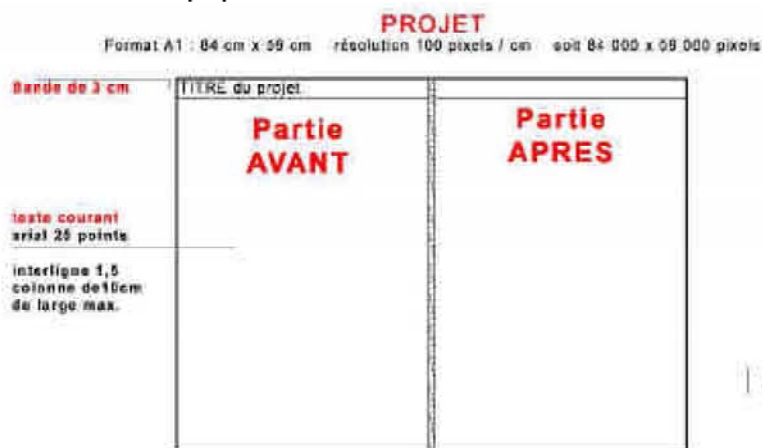 PROJET
Format A1 : 84 cm x 59 cm résolution 100 pixels / cm soit 84 000 x 59 000 pixels
Bande de 3 cm
TITRE du projet
Partie
AVANT
Partie
APRES
texte courant
arial 25 points
interligne 1,5
colonne de10cm
de large max.